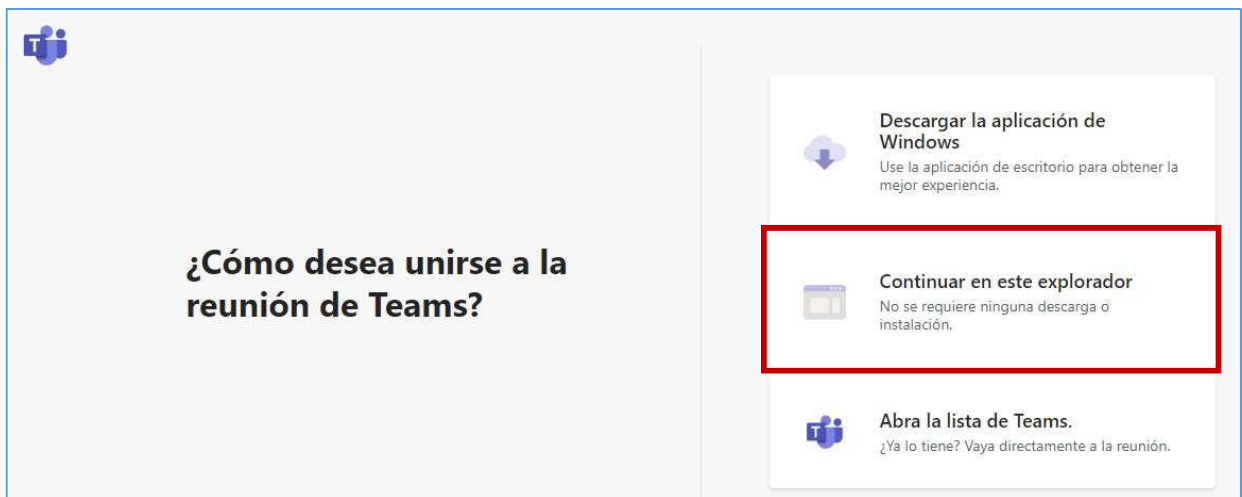 T
¿Cómo desea unirse a la
reunión de Teams?
Descargar la aplicación de
Windows
Use la aplicación de escritorio para obtener la
mejor experiencia.
Continuar en este explorador
No se requiere ninguna descarga o
instalación.
T
Abra la lista de Teams.
¿Ya lo tiene? Vaya directamente a la reunión.